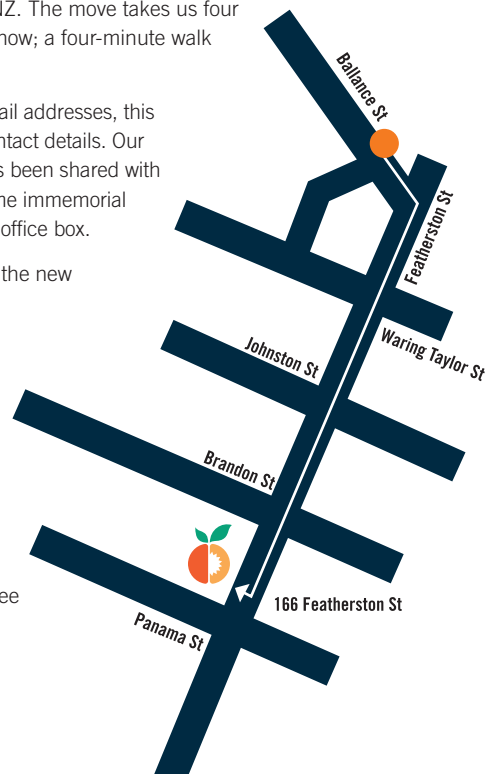 NZ. The move takes us four
now; a four-minute walk
ail addresses, this
ntact details. Our
s been shared with
me immemorial
office box.
the new
ee
Ballance St
Featherston St
Waring Taylor St
Johnston St
Brandon St
166 Featherston St
Panama St